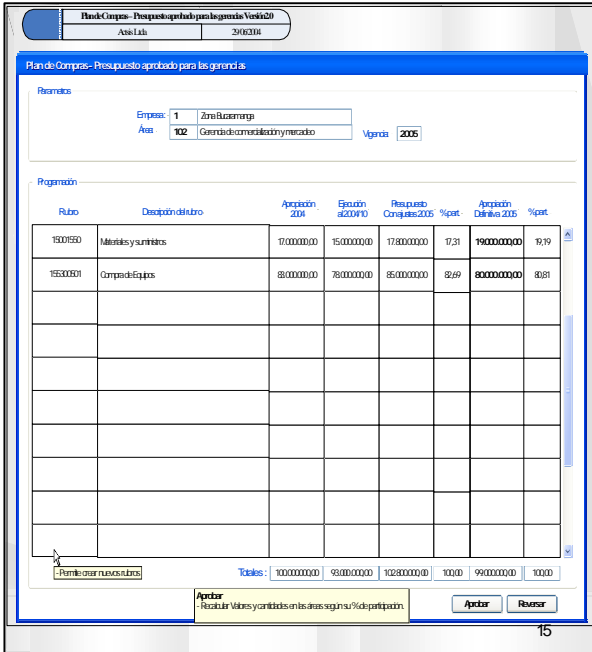 Plan de Compras – Presupuesto aprobado para las gerencias Versión 2.0
Activis Ltda 29/06/2004
Plan de Compras – Presupuesto aprobado para las gerencias
Parametros
Empresa: 1 Zona Bucaramanga
Área: 102 Gerencia de comercialización y mercadeo Vigencia 2005
Programación
Rubro Descripción del rubro Apropiación 2004 Ejecución al 2004/10 Presupuesto Con ajustes 2005 %part. Apropiación Definitiva 2005 %part.
15001550 Materiales y suministros 17.000.000,00 15.000.000,00 17.800.000,00 17,31 19.000.000,00 19,19
155300501 Compra de Equipos 83.000.000,00 78.000.000,00 85.000.000,00 82,69 80.000.000,00 80,81
- Permite crear nuevos rubros
Totales : 100.000.000,00 93.000.000,00 102.800.000,00 100,00 99.000.000,00 100,00
Aprobar
- Recalcular Valores y cantidades en las áreas según su % de participación.
Aprobar Reversar
15